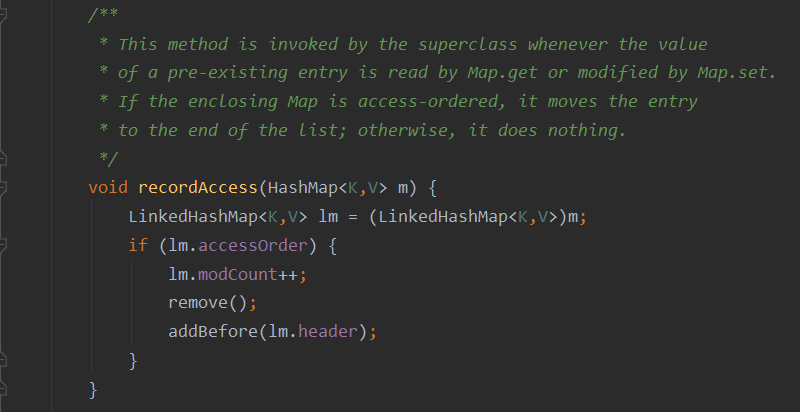 /**
 * This method is invoked by the superclass whenever the value
 * of a pre-existing entry is read by Map.get or modified by Map.set.
 * If the enclosing Map is access-ordered, it moves the entry
 * to the end of the list; otherwise, it does nothing.
 */
void recordAccess(HashMap<K,V> m) {
    LinkedHashMap<K,V> lm = (LinkedHashMap<K,V>)m;
    if (lm.accessOrder) {
        lm.modCount++;
        remove();
        addBefore(lm.header);
    }
}